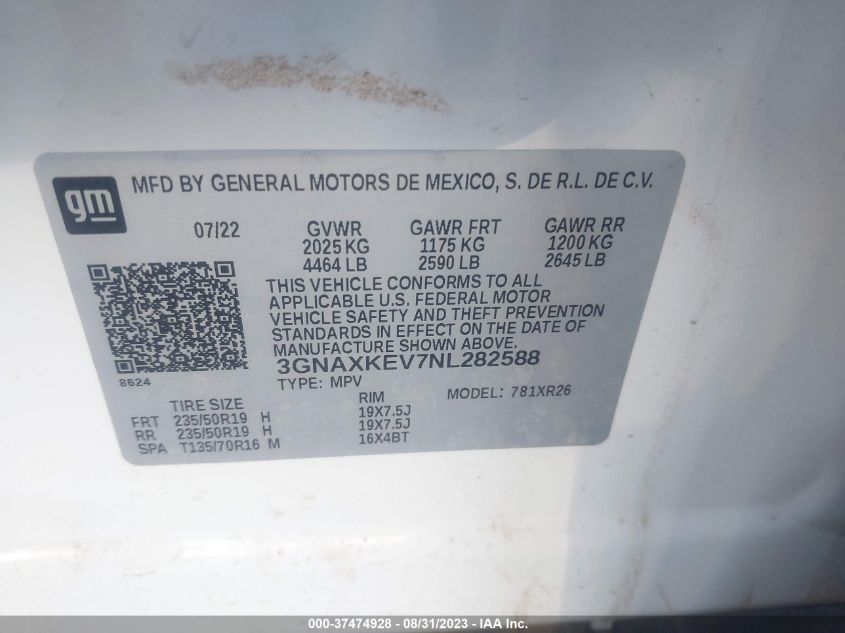 gm
MFD BY GENERAL MOTORS DE MEXICO, S. DE R.L. DE C.V.
07/22 GVWR GAWR FRT GAWR RR
2025 KG 1175 KG 1200 KG
4464 LB 2590 LB 2645 LB
THIS VEHICLE CONFORMS TO ALL
APPLICABLE U.S. FEDERAL MOTOR
VEHICLE SAFETY AND THEFT PREVENTION
STANDARDS IN EFFECT ON THE DATE OF
MANUFACTURE SHOWN ABOVE.
8624
3GNAXKEV7NL282588
TYPE: MPV MODEL: 781XR26
TIRE SIZE RIM
FRT 235/50R19 H 19X7.5J
RR 235/50R19 H 19X7.5J
SPA T135/70R16 M 16X4BT
000-37474928 - 08/31/2023 - IAA Inc.